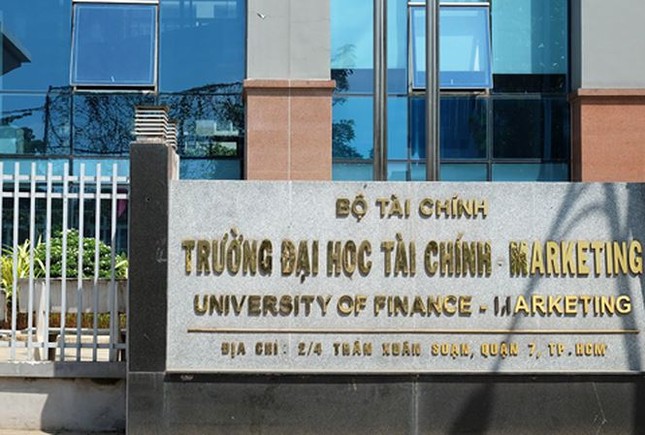 BỘ TÀI CHÍNH
TRƯỜNG ĐẠI HỌC TÀI CHÍNH - MARKETING
UNIVERSITY OF FINANCE - MARKETING
ĐỊA CHỈ : 2/4 TRẦN XUÂN SOẠN, QUẬN 7, TP.HCM